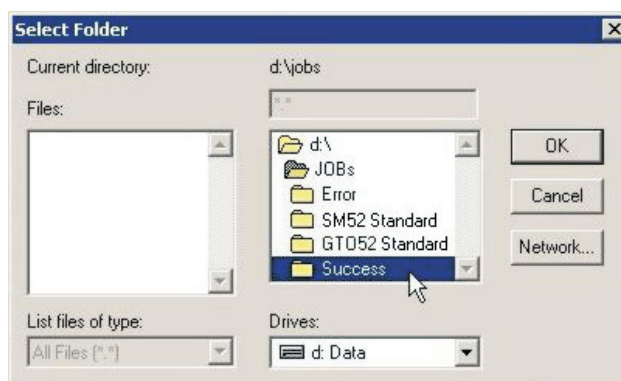 Select Folder
Current directory:
d:\jobs
Files:
*.*
d:\
JOBs
Error
SM52 Standard
GTO52 Standard
Success
OK
Cancel
Network...
List files of type:
All Files (*.*)
Drives:
d: Data